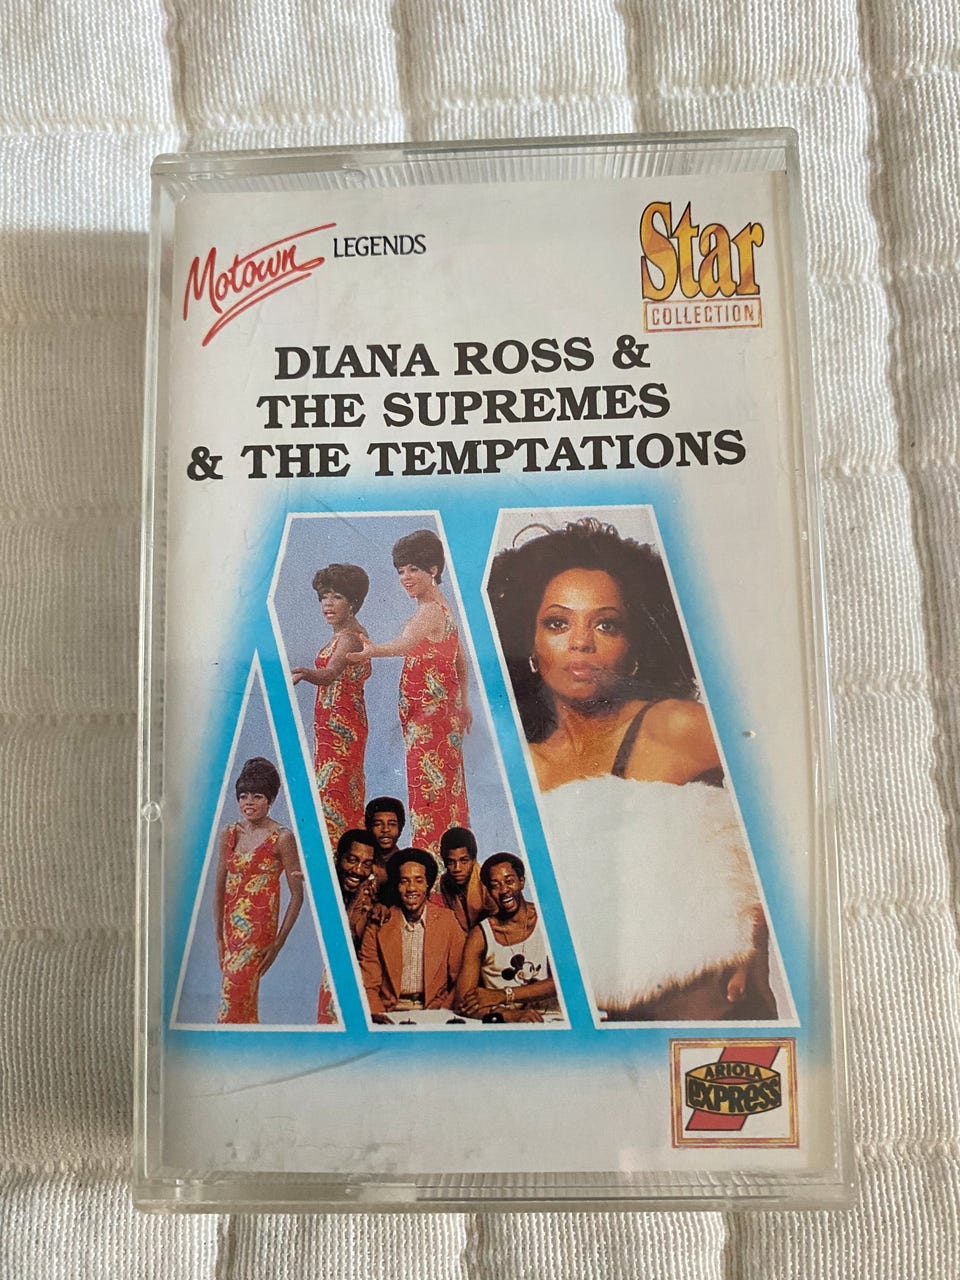 Motown LEGENDS
Star
COLLECTION
DIANA ROSS &
THE SUPREMES
& THE TEMPTATIONS
ARIOLA
EXPRESS